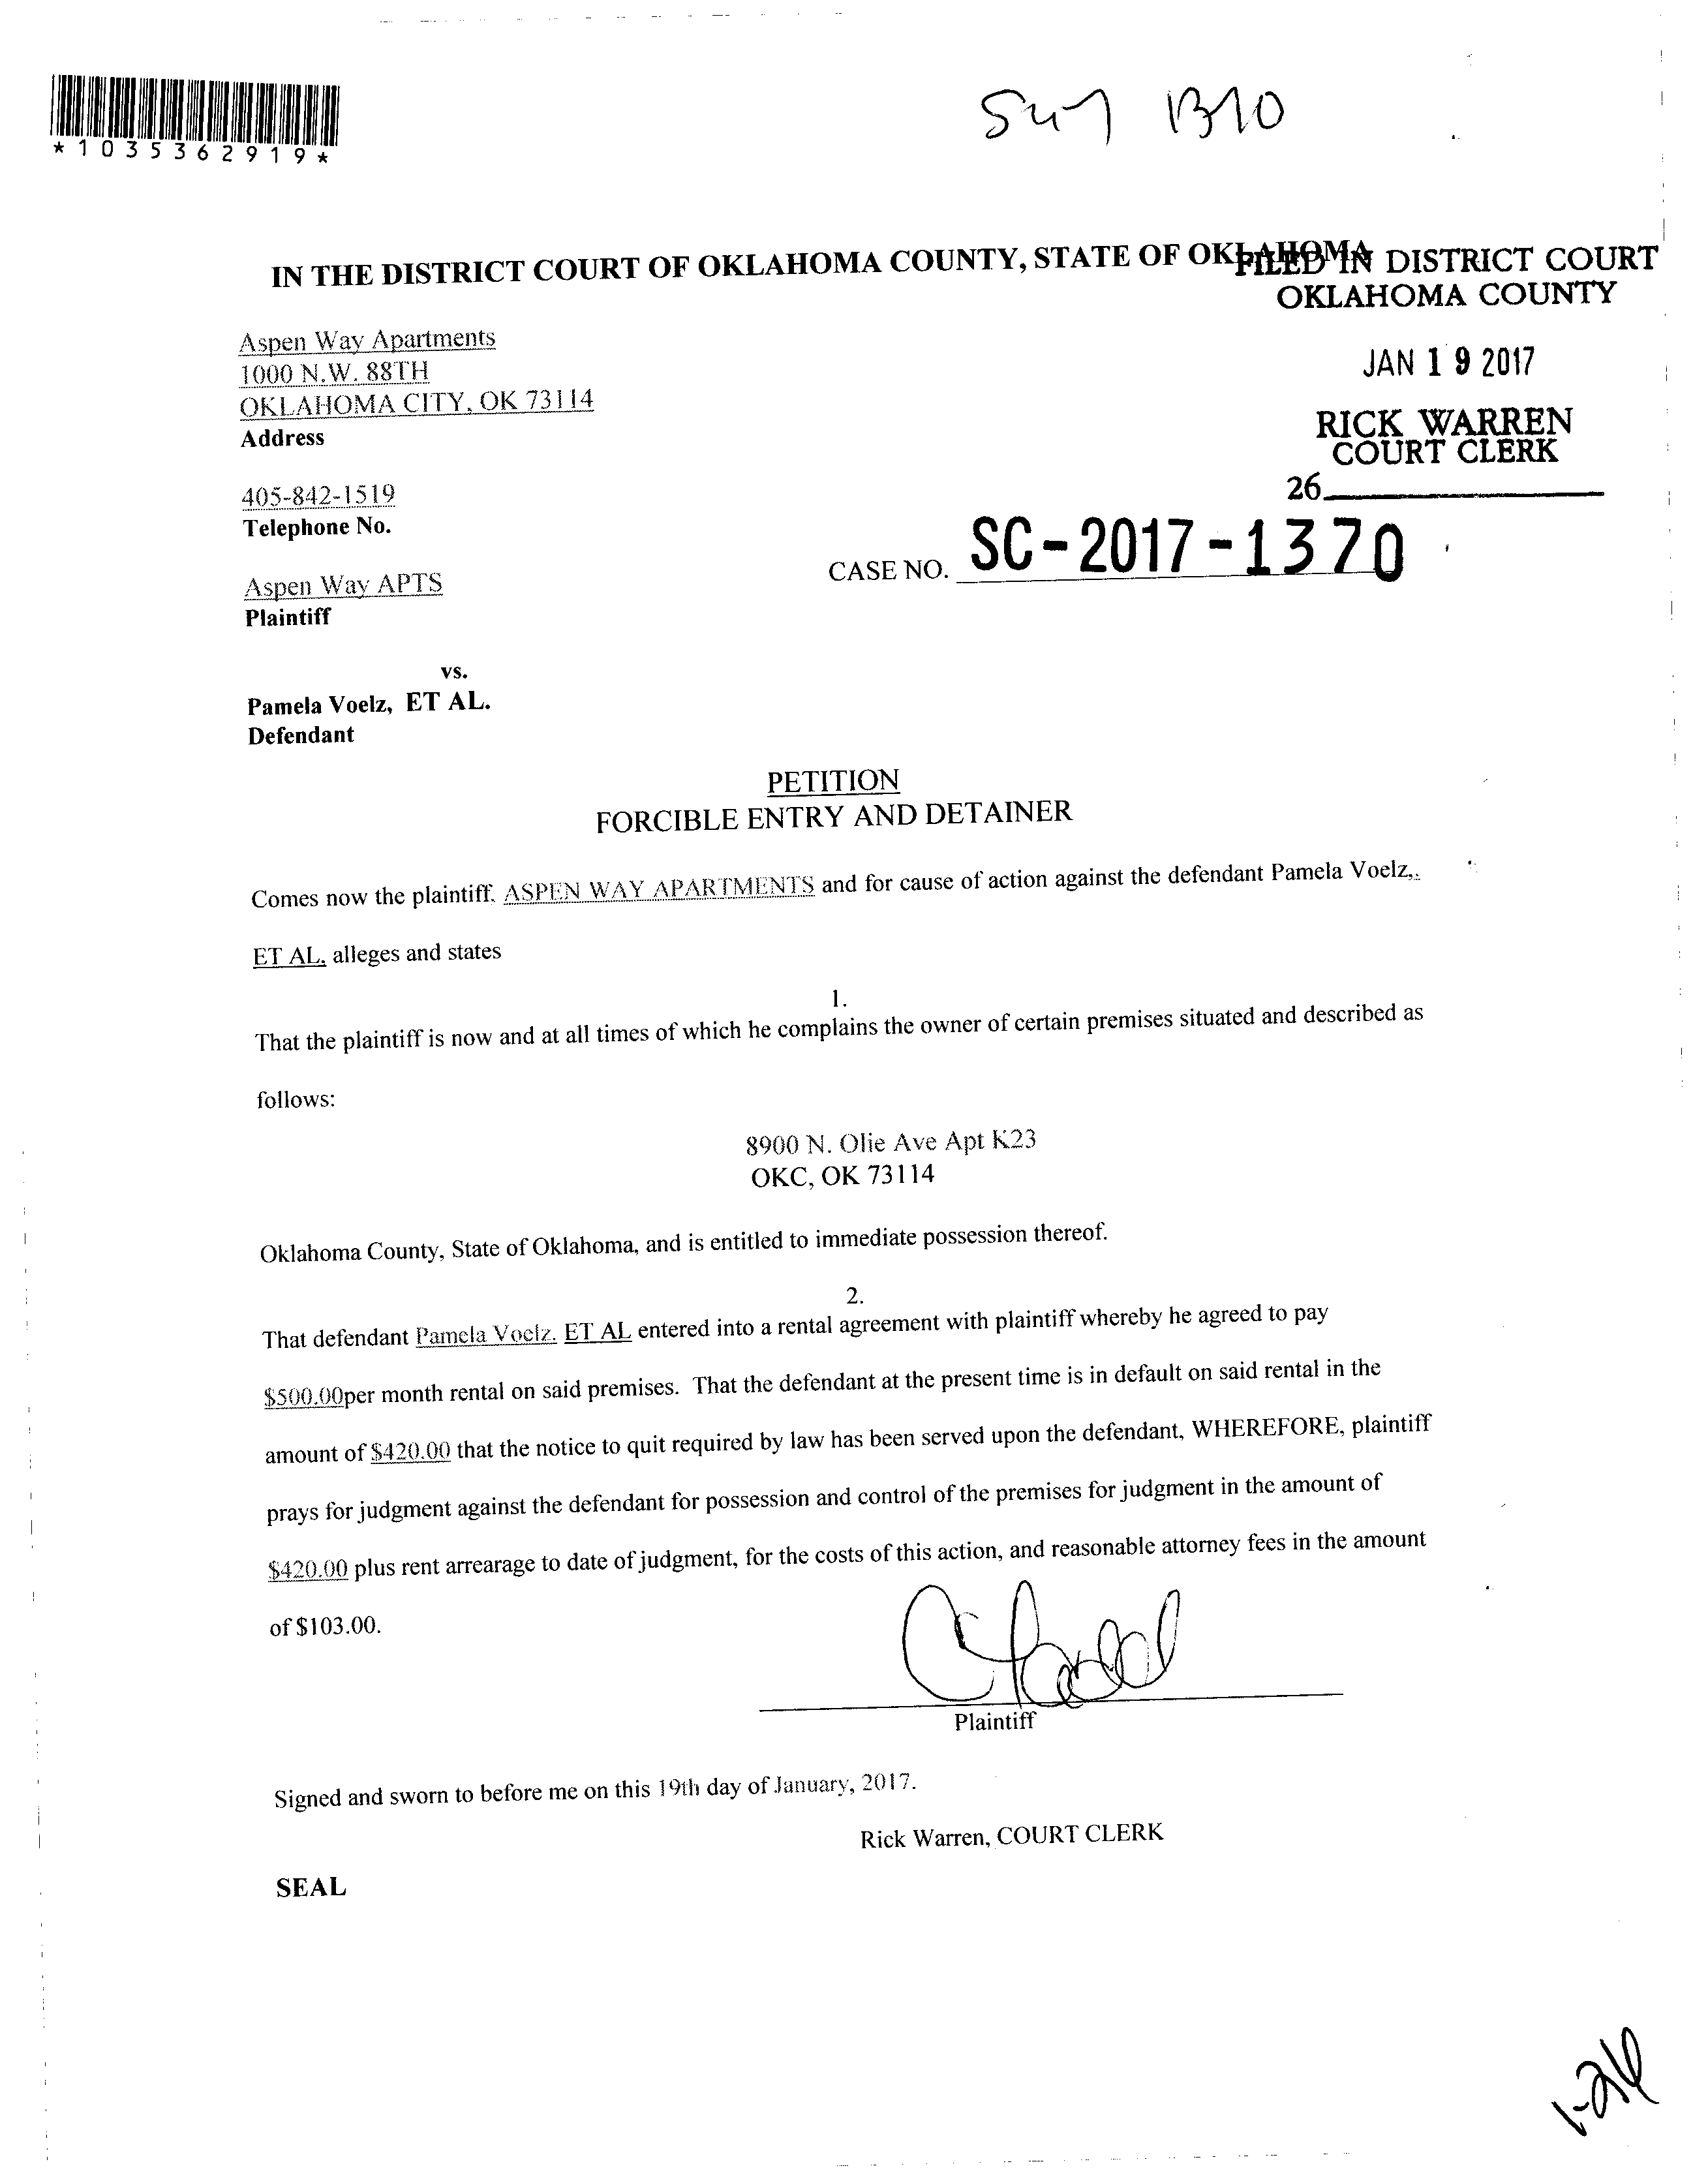 *1035362919*
IN THE DISTRICT COURT OF OKLAHOMA COUNTY, STATE OF OKLAHOMA
FILED IN DISTRICT COURT
OKLAHOMA COUNTY
JAN 19 2017
RICK WARREN
COURT CLERK
26
Aspen Way Apartments
1000 N.W. 88TH
OKLAHOMA CITY, OK 73114
Address
405-842-1519
Telephone No.
CASE NO. SC-2017-1370
Aspen Way APTS
Plaintiff
vs.
Pamela Voelz, ET AL.
Defendant
PETITION
FORCIBLE ENTRY AND DETAINER
Comes now the plaintiff, ASPEN WAY APARTMENTS and for cause of action against the defendant Pamela Voelz,.
ET AL, alleges and states
1.
That the plaintiff is now and at all times of which he complains the owner of certain premises situated and described as
follows:
8900 N. Olie Ave Apt K23
OKC, OK 73114
Oklahoma County, State of Oklahoma, and is entitled to immediate possession thereof.
2.
That defendant Pamela Voelz. ET AL entered into a rental agreement with plaintiff whereby he agreed to pay
$500.00per month rental on said premises. That the defendant at the present time is in default on said rental in the
amount of $420.00 that the notice to quit required by law has been served upon the defendant, WHEREFORE, plaintiff
prays for judgment against the defendant for possession and control of the premises for judgment in the amount of
$420.00 plus rent arrearage to date of judgment, for the costs of this action, and reasonable attorney fees in the amount
of $103.00.
Plaintiff
Signed and sworn to before me on this 19th day of January, 2017.
Rick Warren, COURT CLERK
SEAL